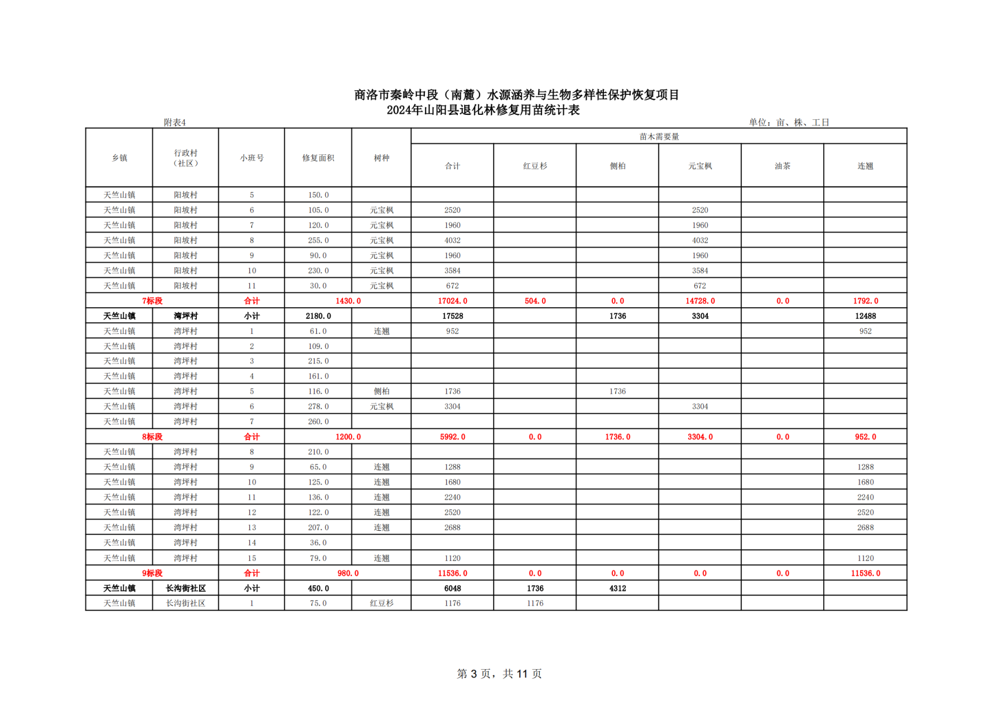 商洛市秦岭中段（南麓）水源涵养与生物多样性保护恢复项目
2024年山阳县退化林修复用苗统计表
附表4 单位：亩、株、工日
乡镇 行政村（社区） 小班号 修复面积 树种 苗木需要量
合计 红豆杉 侧柏 元宝枫 油茶 连翘
天竺山镇 阳坡村 5 150.0
天竺山镇 阳坡村 6 105.0 元宝枫 2520 2520
天竺山镇 阳坡村 7 120.0 元宝枫 1960 1960
天竺山镇 阳坡村 8 255.0 元宝枫 4032 4032
天竺山镇 阳坡村 9 90.0 元宝枫 1960 1960
天竺山镇 阳坡村 10 230.0 元宝枫 3584 3584
天竺山镇 阳坡村 11 30.0 元宝枫 672 672
7标段 合计 1430.0 17024.0 504.0 0.0 14728.0 0.0 1792.0
天竺山镇 湾坪村 小计 2180.0 17528 1736 3304 12488
天竺山镇 湾坪村 1 61.0 连翘 952 952
天竺山镇 湾坪村 2 109.0
天竺山镇 湾坪村 3 215.0
天竺山镇 湾坪村 4 161.0
天竺山镇 湾坪村 5 116.0 侧柏 1736 1736
天竺山镇 湾坪村 6 278.0 元宝枫 3304 3304
天竺山镇 湾坪村 7 260.0
8标段 合计 1200.0 5992.0 0.0 1736.0 3304.0 0.0 952.0
天竺山镇 湾坪村 8 210.0
天竺山镇 湾坪村 9 65.0 连翘 1288 1288
天竺山镇 湾坪村 10 125.0 连翘 1680 1680
天竺山镇 湾坪村 11 136.0 连翘 2240 2240
天竺山镇 湾坪村 12 122.0 连翘 2520 2520
天竺山镇 湾坪村 13 207.0 连翘 2688 2688
天竺山镇 湾坪村 14 36.0
天竺山镇 湾坪村 15 79.0 连翘 1120 1120
9标段 合计 980.0 11536.0 0.0 0.0 0.0 0.0 11536.0
天竺山镇 长沟街社区 小计 450.0 6048 1736 4312
天竺山镇 长沟街社区 1 75.0 红豆杉 1176 1176
第 3 页，共 11 页